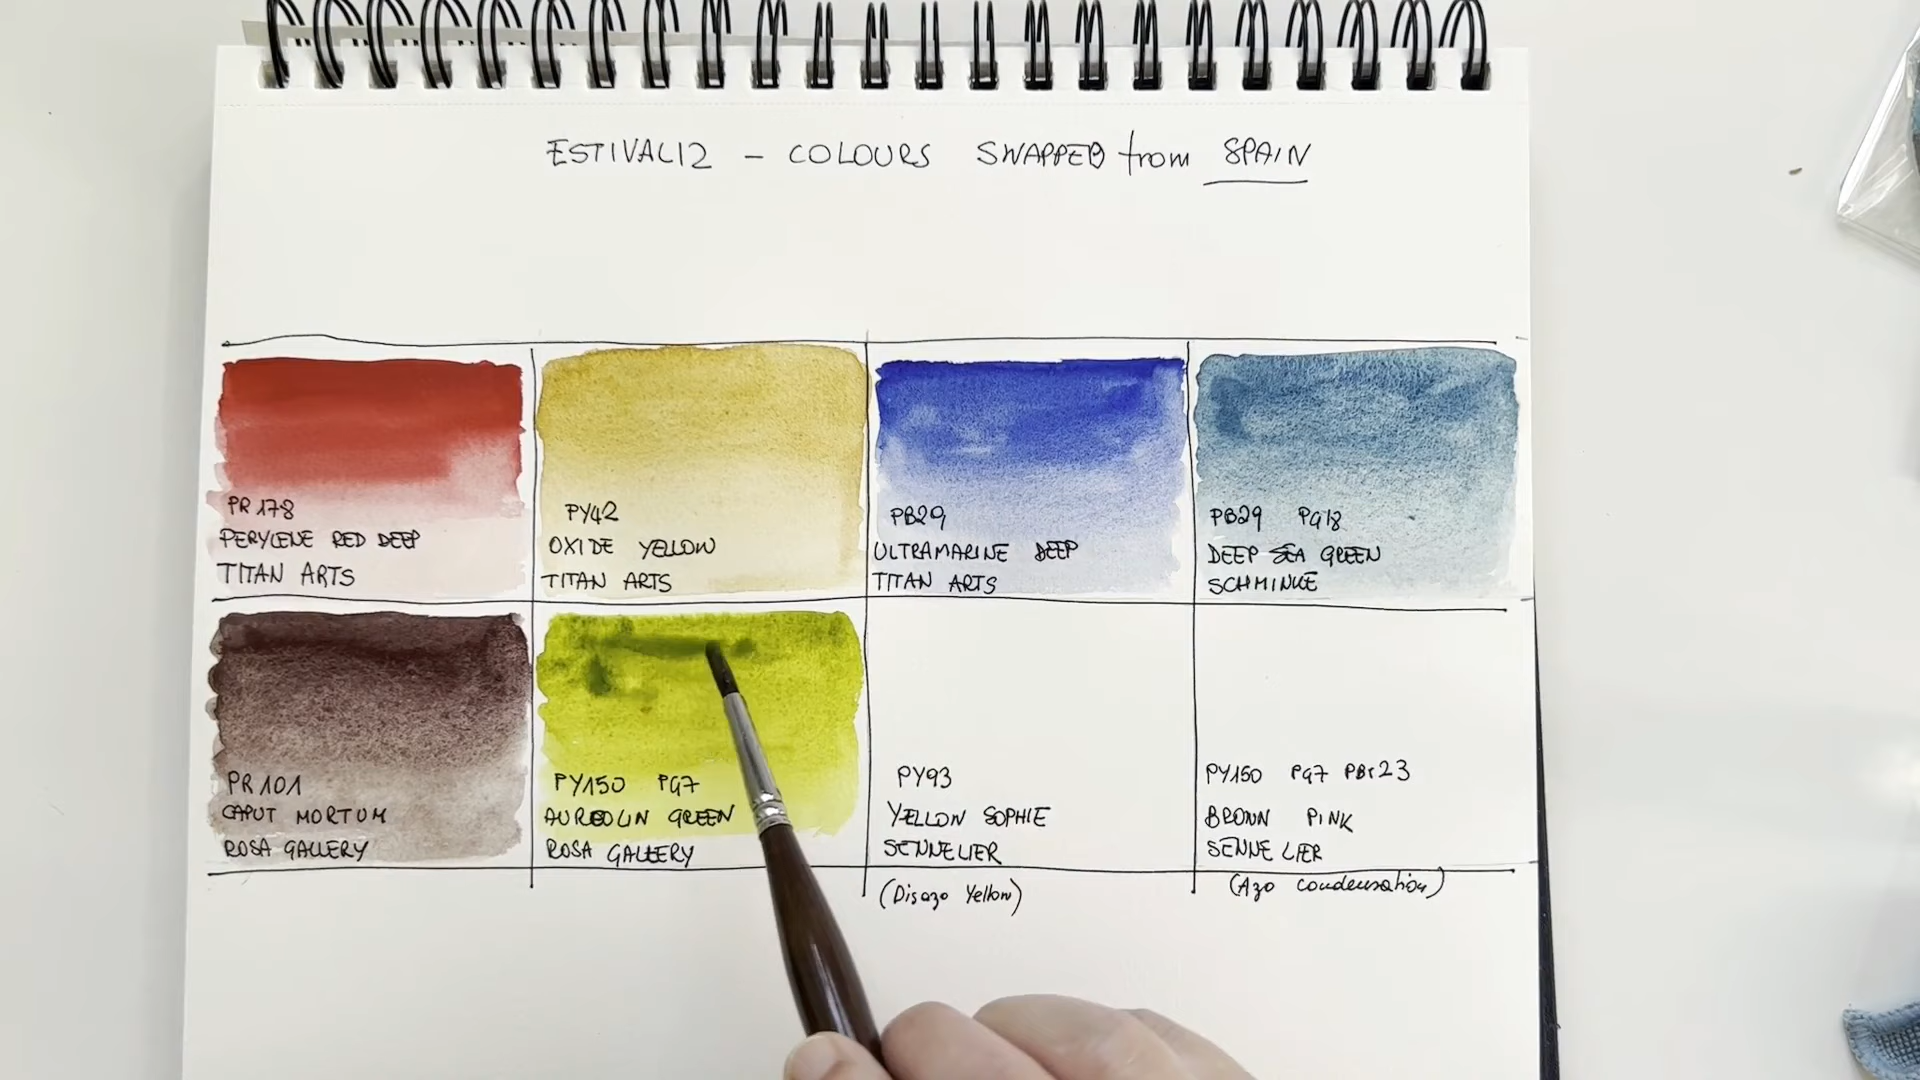 ESTIVAL12 – COLOURS SWAPPED from SPAIN
PR178
PERYLENE RED DEEP
TITAN ARTS
PY42
OXIDE YELLOW
TITAN ARTS
PB29
ULTRAMARINE DEEP
TITAN ARTS
PB29 PG18
DEEP SEA GREEN
SCHMINKE
PR101
CAPUT MORTUM
ROSA GALLERY
PY150 PG7
AUREOLIN GREEN
ROSA GALLERY
PY93
YELLOW SOPHIE
SENNELIER
(Disazo Yellow)
PY150 PG7 PBr23
BROWN PINK
SENNELIER
(Azo condensation)